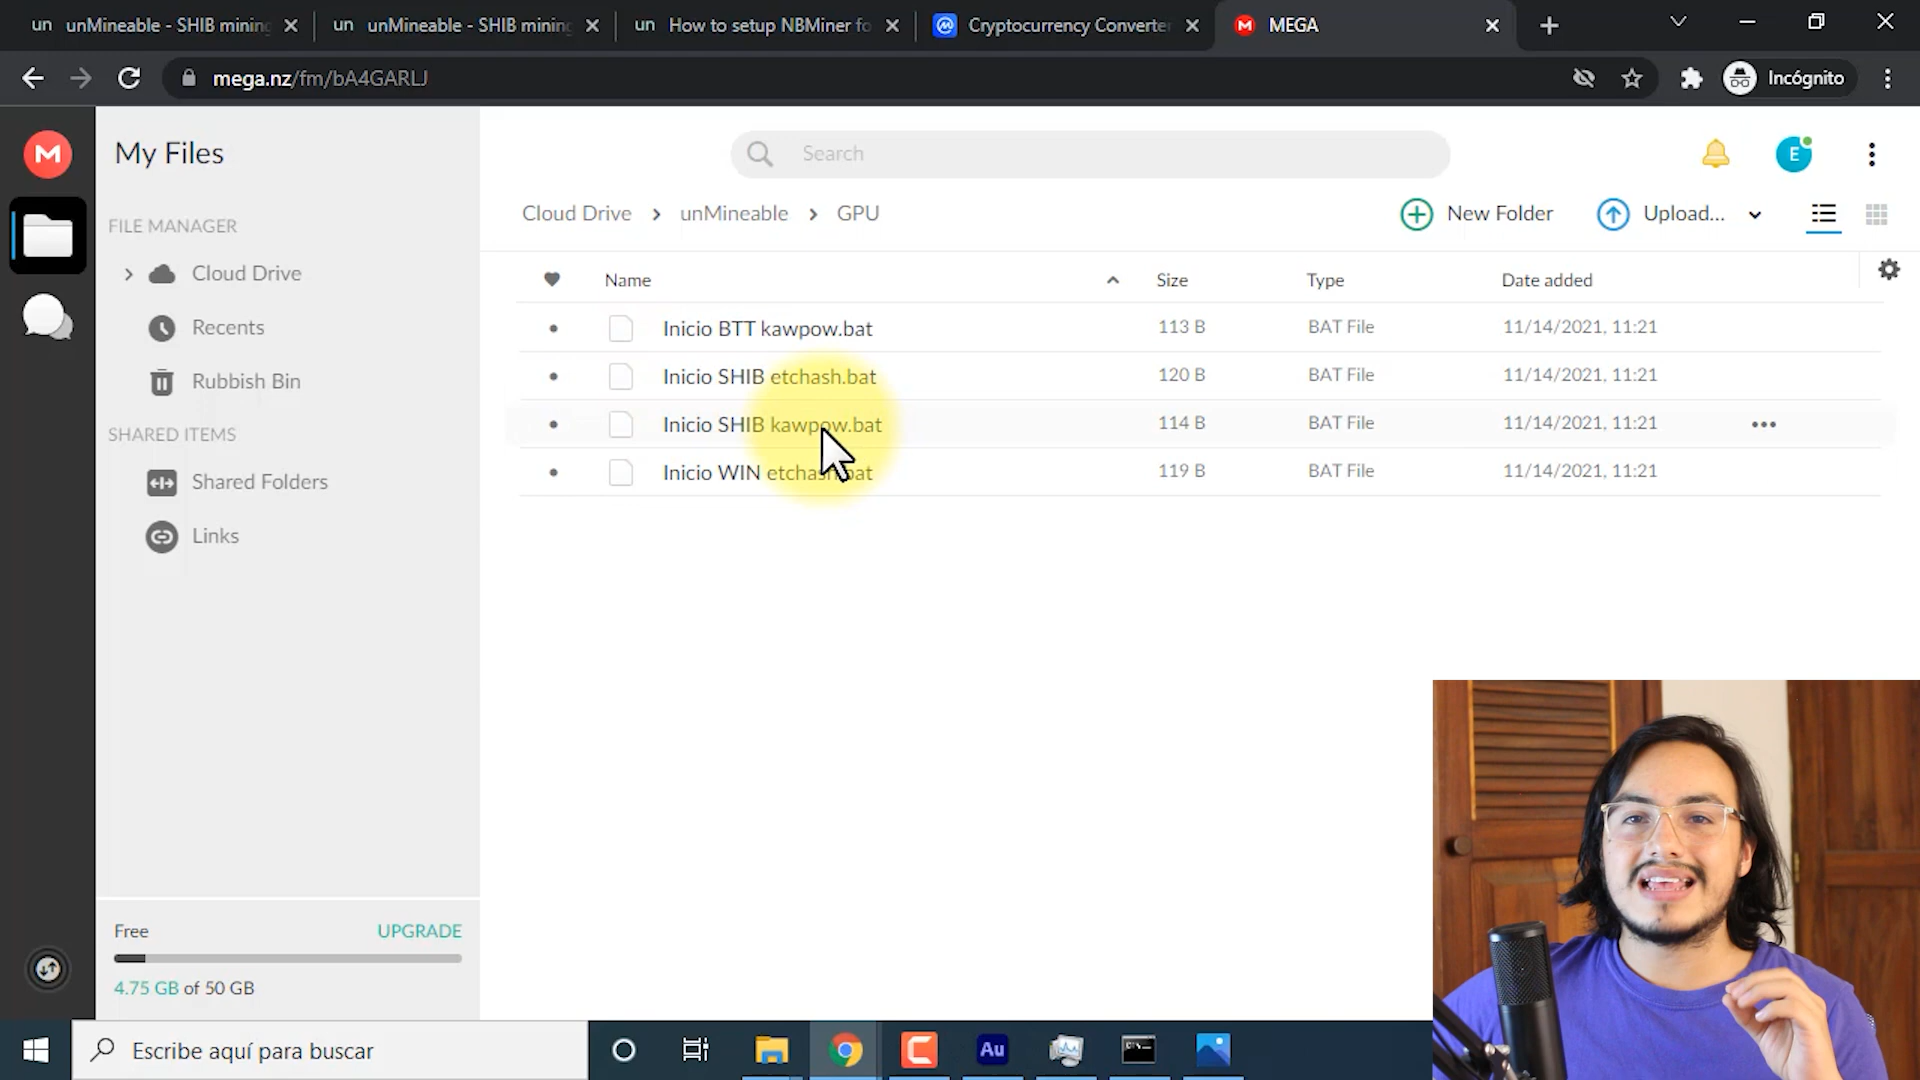 un unMineable - SHIB mining
un unMineable - SHIB mining
un How to setup NBMiner fo
Cryptocurrency Converter
M MEGA
mega.nz/fm/bA4GARLJ
Incógnito
M
My Files
Search
E
FILE MANAGER
Cloud Drive
Recents
Rubbish Bin
SHARED ITEMS
Shared Folders
Links
Cloud Drive > unMineable > GPU
New Folder
Upload...
Name Size Type Date added
Inicio BTT kawpow.bat 113 B BAT File 11/14/2021, 11:21
Inicio SHIB etchash.bat 120 B BAT File 11/14/2021, 11:21
Inicio SHIB kawpow.bat 114 B BAT File 11/14/2021, 11:21
Inicio WIN etchash.bat 119 B BAT File 11/14/2021, 11:21
Free UPGRADE
4.75 GB of 50 GB
Escribe aquí para buscar
Au